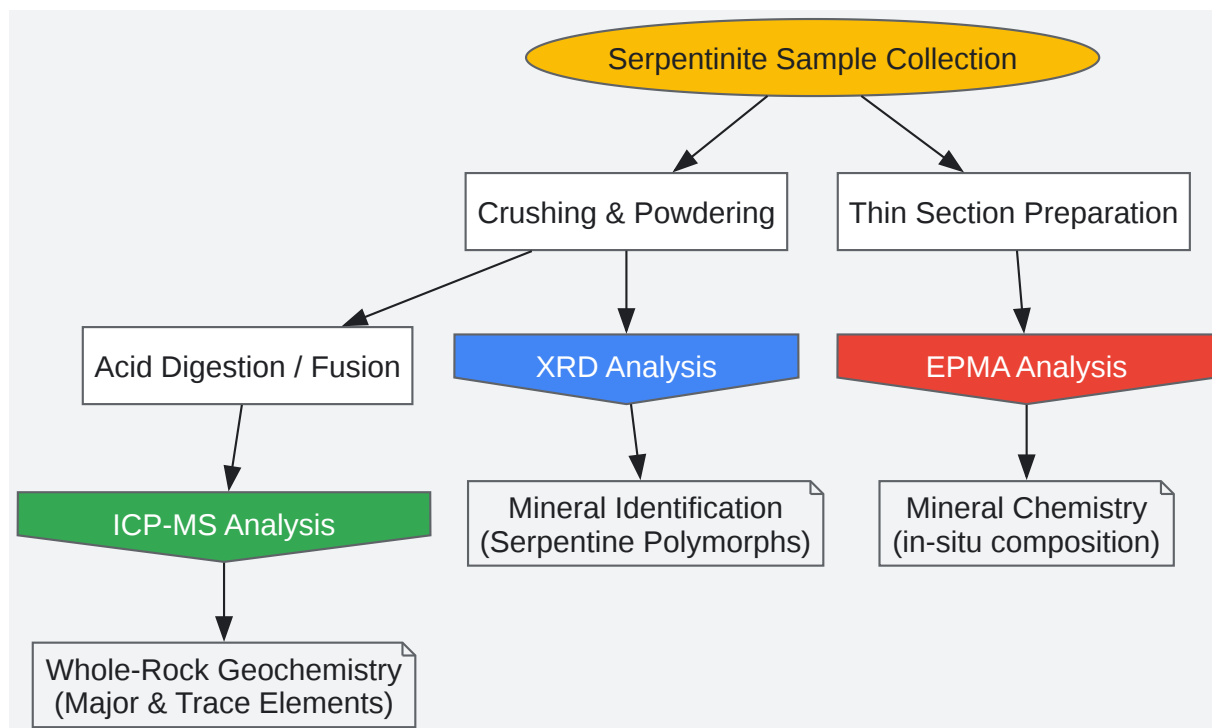 Serpentinite Sample Collection
Crushing & Powdering
Thin Section Preparation
Acid Digestion / Fusion
XRD Analysis
EPMA Analysis
ICP-MS Analysis
Mineral Identification
(Serpentine Polymorphs)
Mineral Chemistry
(in-situ composition)
Whole-Rock Geochemistry
(Major & Trace Elements)